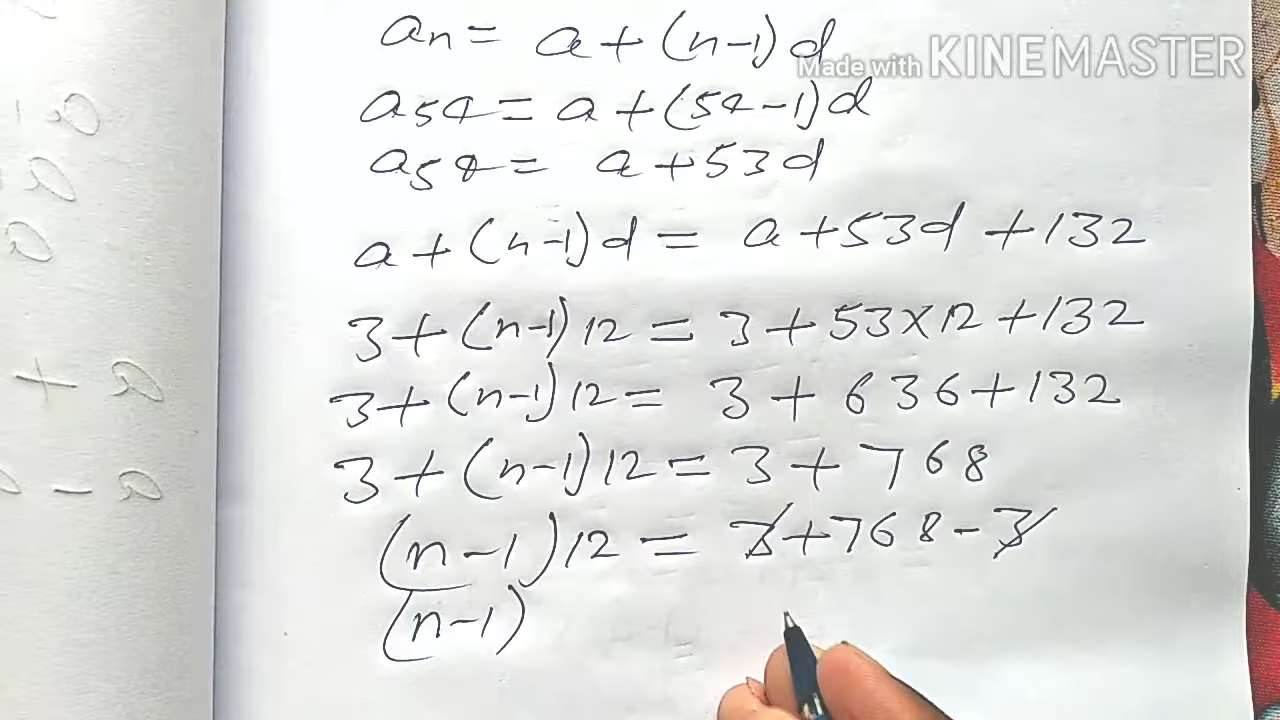 an = a + (n-1)d
Made with KINEMASTER
a54 = a + (54-1)d
a54 = a + 53d
a + (n-1)d = a + 53d + 132
3 + (n-1)12 = 3 + 53 × 12 + 132
3 + (n-1)12 = 3 + 636 + 132
3 + (n-1)12 = 3 + 768
(n-1)12 = 3 + 768 - 3
(n-1)